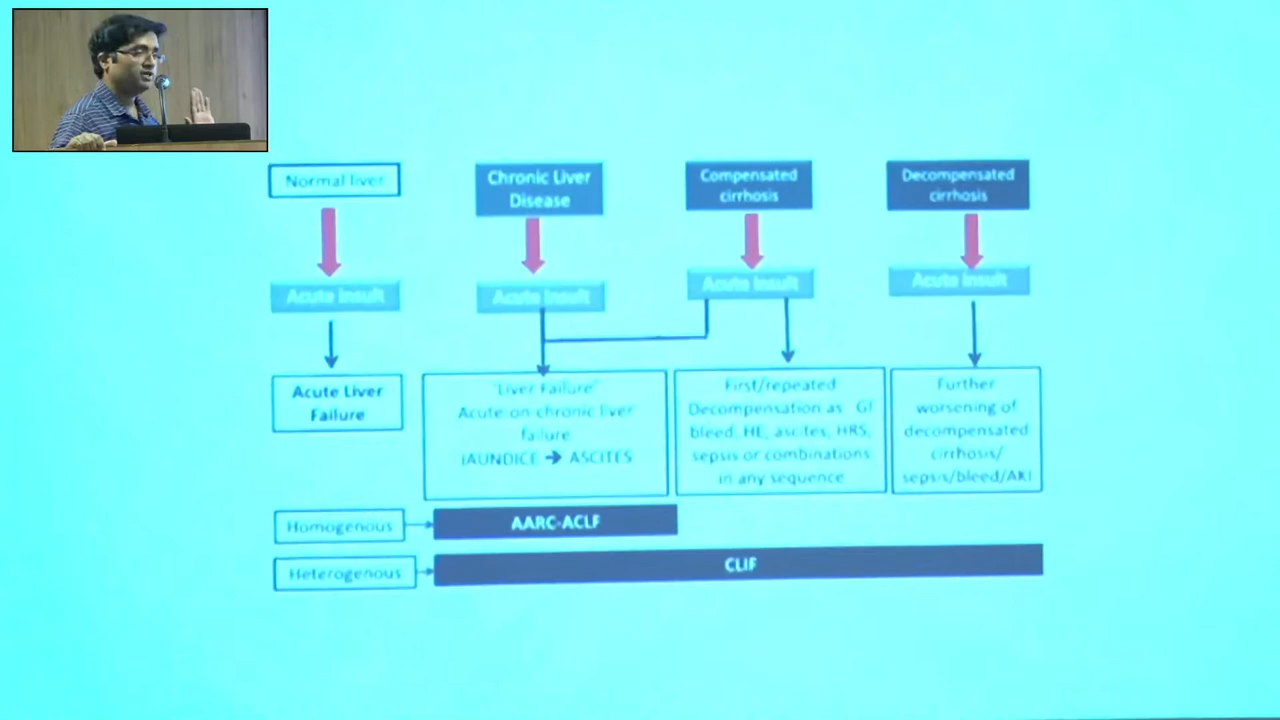 Normal liver
Chronic Liver
Disease
Compensated
cirrhosis
Decompensated
cirrhosis
Acute Insult
Acute Insult
Acute Insult
Acute Insult
Acute Liver
Failure
'Liver Failure'
Acute on chronic liver
failure
JAUNDICE ➔ ASCITES
First/repeated
Decompensation as GI
bleed, HE, ascites, HRS,
sepsis or combinations
in any sequence
Further
worsening of
decompensated
cirrhosis/
sepsis/bleed/AKI
Homogenous
AARC-ACLF
Heterogenous
CLIF